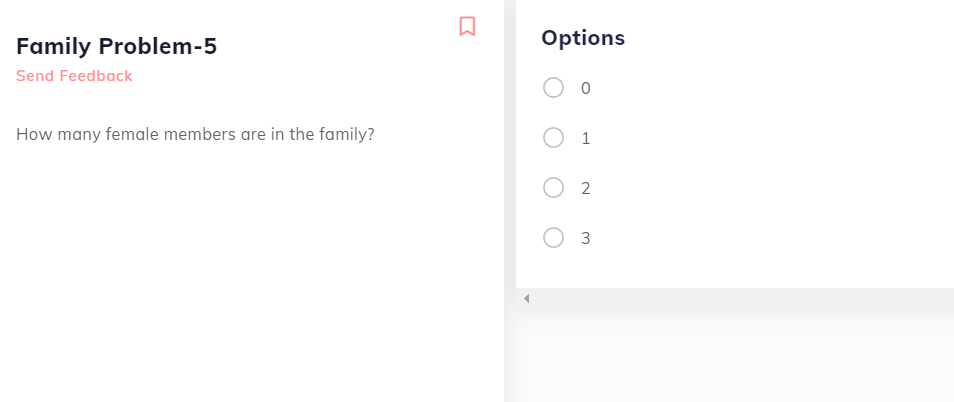 Family Problem-5
Send Feedback
How many female members are in the family?
Options
0
1
2
3